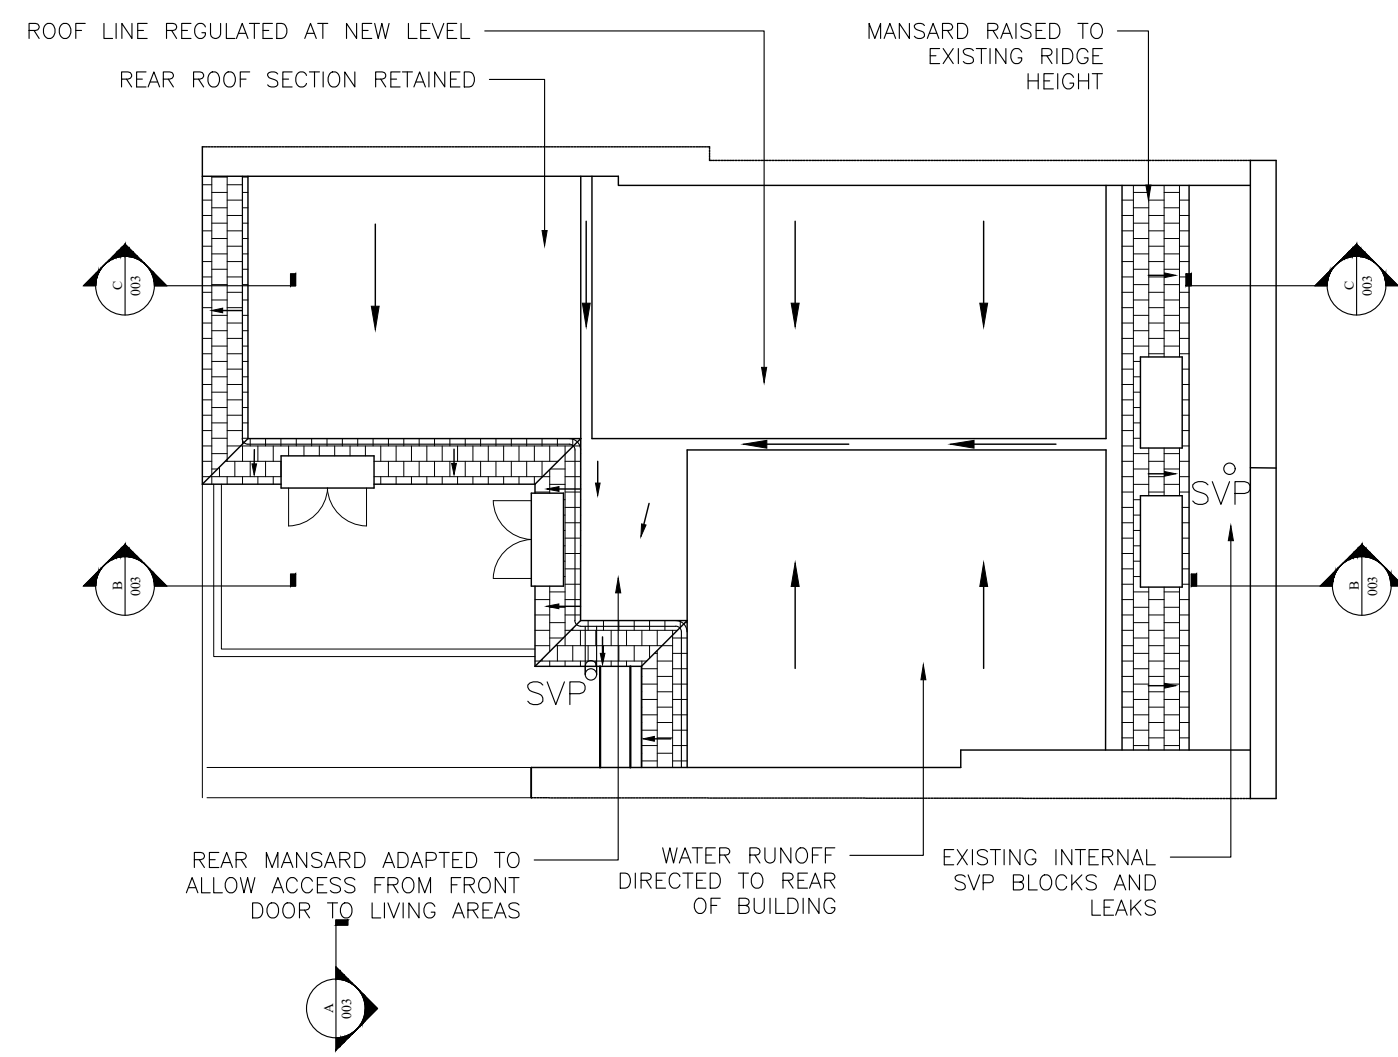 ROOF LINE REGULATED AT NEW LEVEL
REAR ROOF SECTION RETAINED
MANSARD RAISED TO
EXISTING RIDGE
HEIGHT
C
003
C
003
SVP
B
003
B
003
SVP
REAR MANSARD ADAPTED TO
ALLOW ACCESS FROM FRONT
DOOR TO LIVING AREAS
WATER RUNOFF
DIRECTED TO REAR
OF BUILDING
EXISTING INTERNAL
SVP BLOCKS AND
LEAKS
A
003